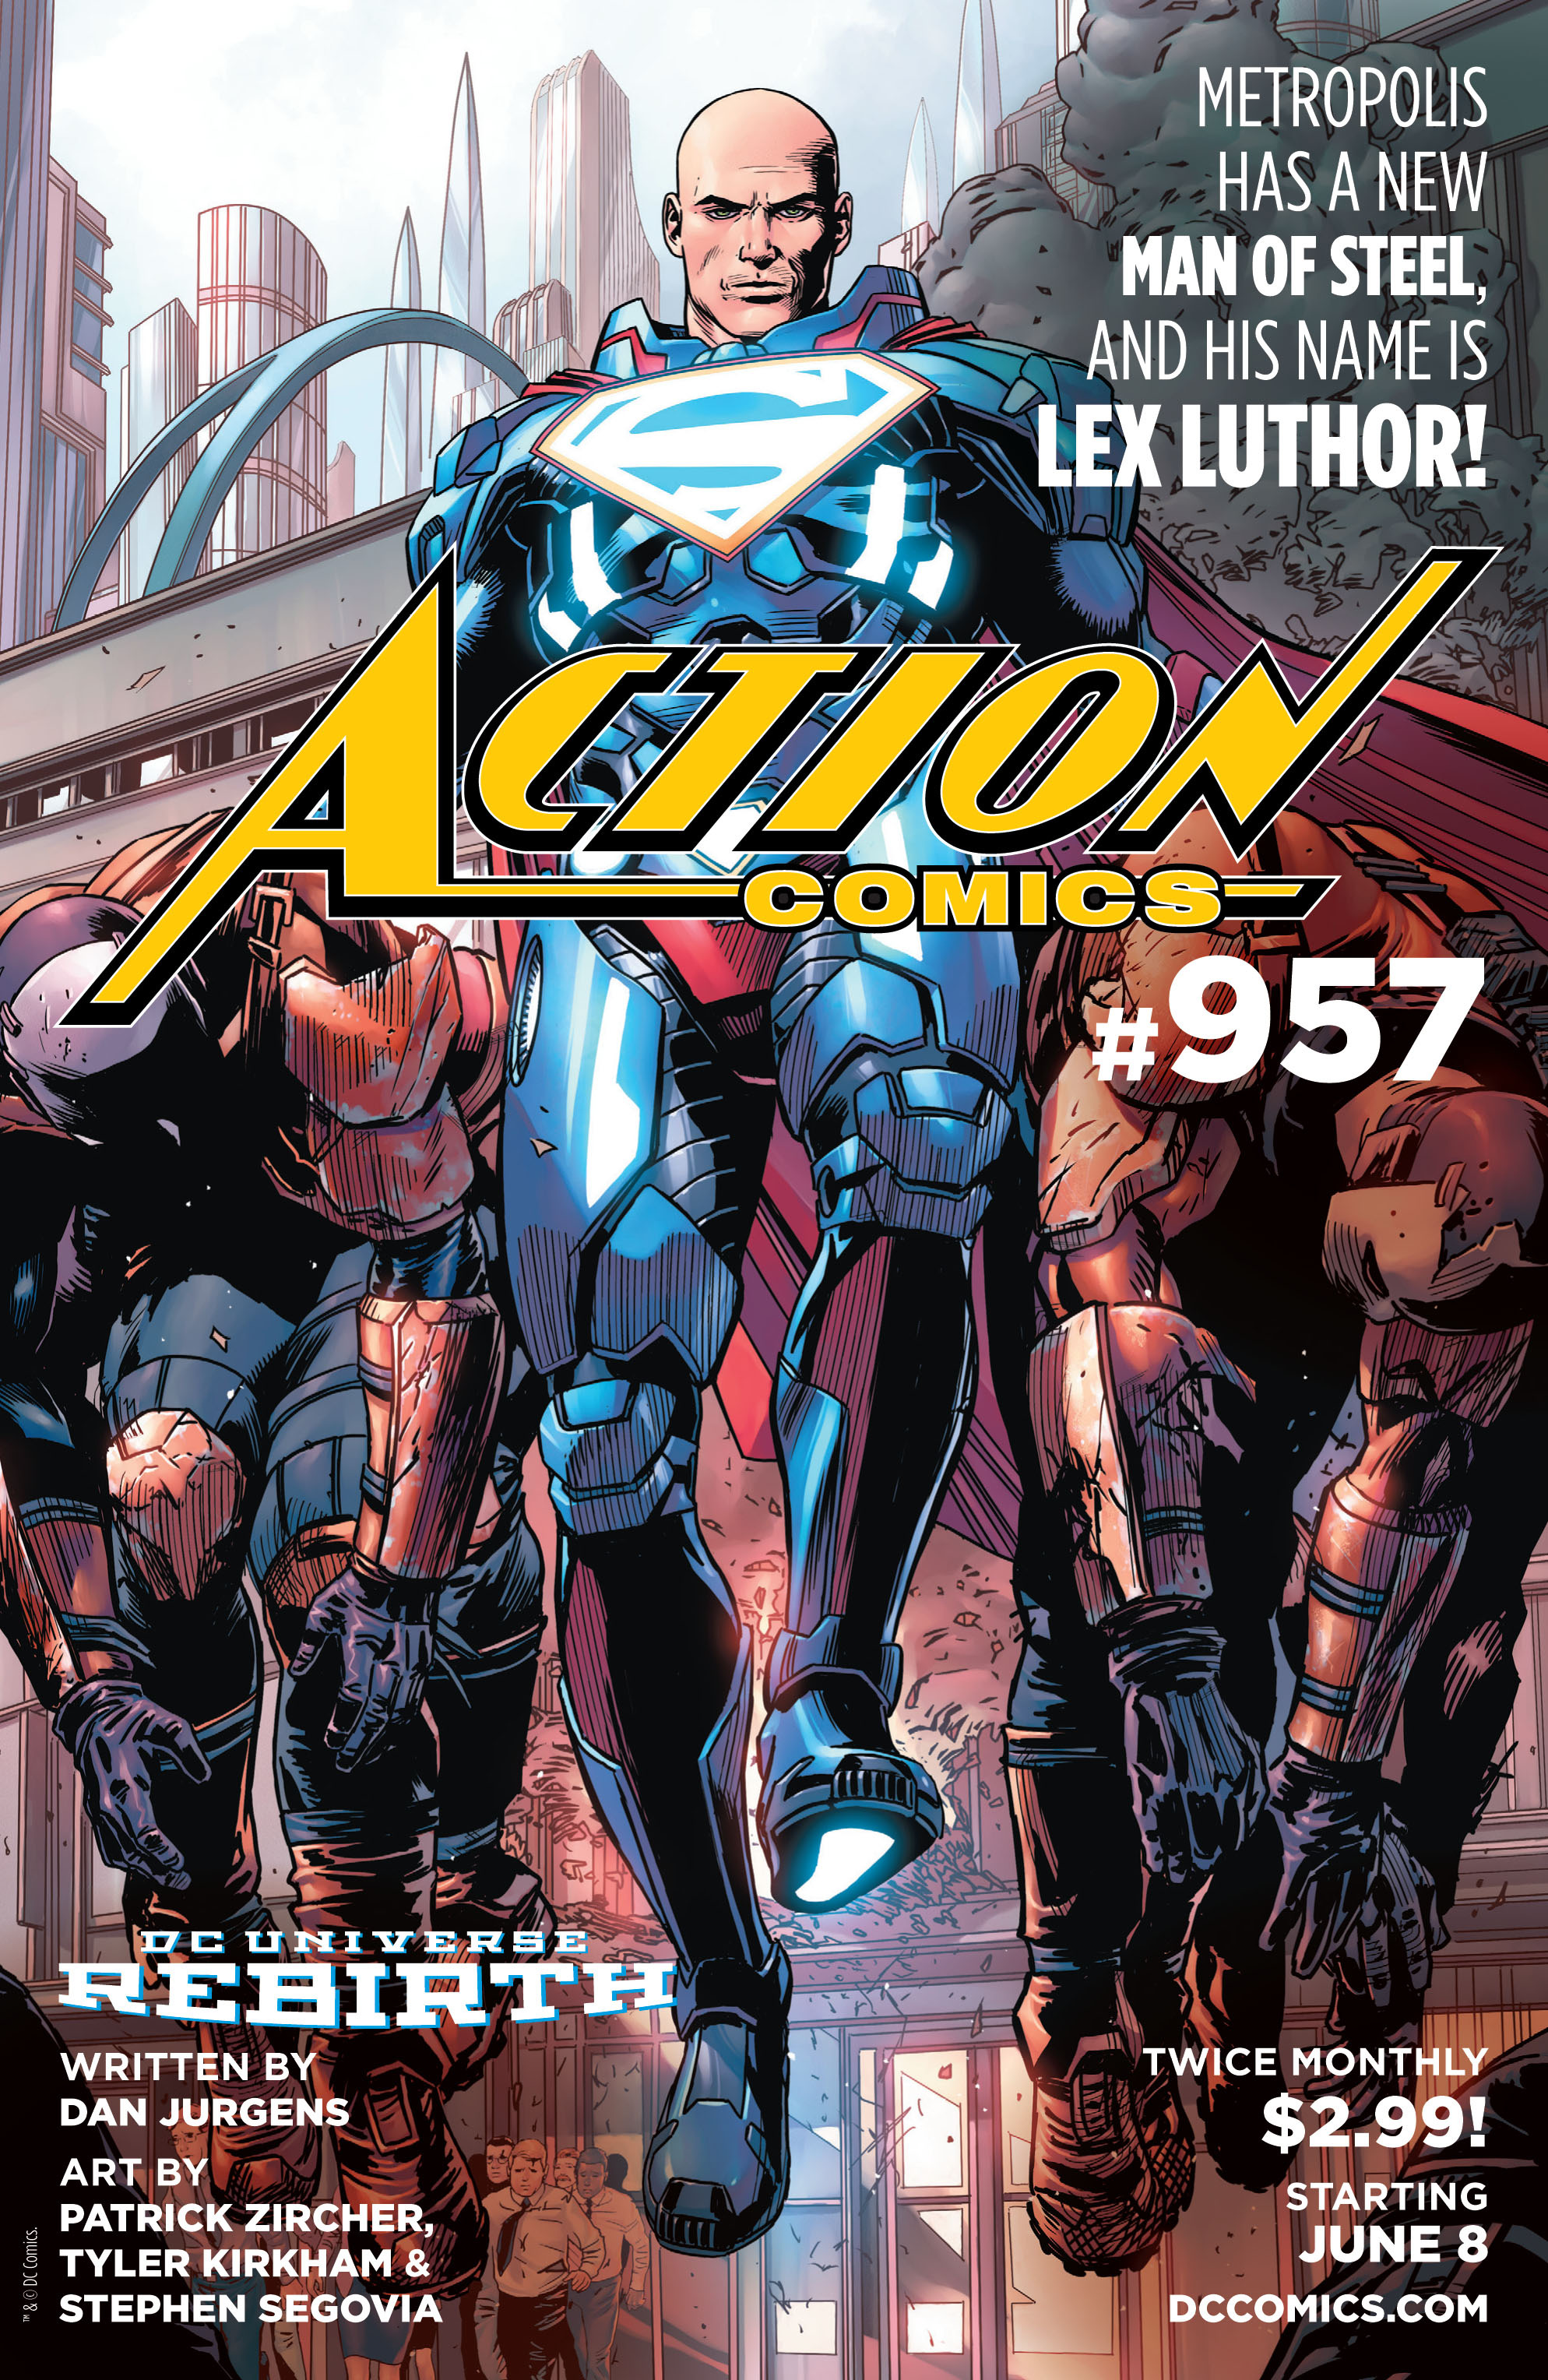 METROPOLIS
HAS A NEW
MAN OF STEEL,
AND HIS NAME IS
LEX LUTHOR!
ACTION
COMICS
#957
DC UNIVERSE
REBIRTH
WRITTEN BY
DAN JURGENS
ART BY
PATRICK ZIRCHER,
TYLER KIRKHAM &
STEPHEN SEGOVIA
TWICE MONTHLY
$2.99!
STARTING
JUNE 8
DCCOMICS.COM
™ & © DC Comics.